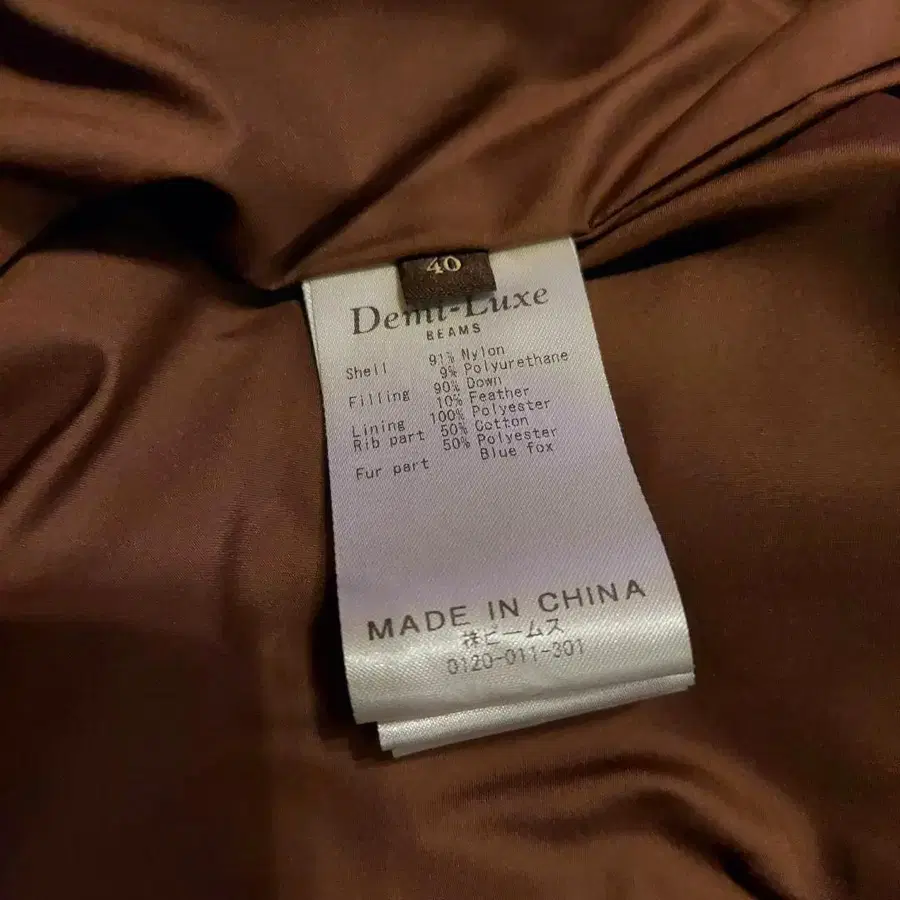 40
Demi-Luxe
BEAMS
Shell 91% Nylon
9% Polyurethane
Filling 90% Down
10% Feather
Lining 100% Polyester
Rib part 50% Cotton
50% Polyester
Fur part Blue fox
MADE IN CHINA
株ビームス
0120-011-301